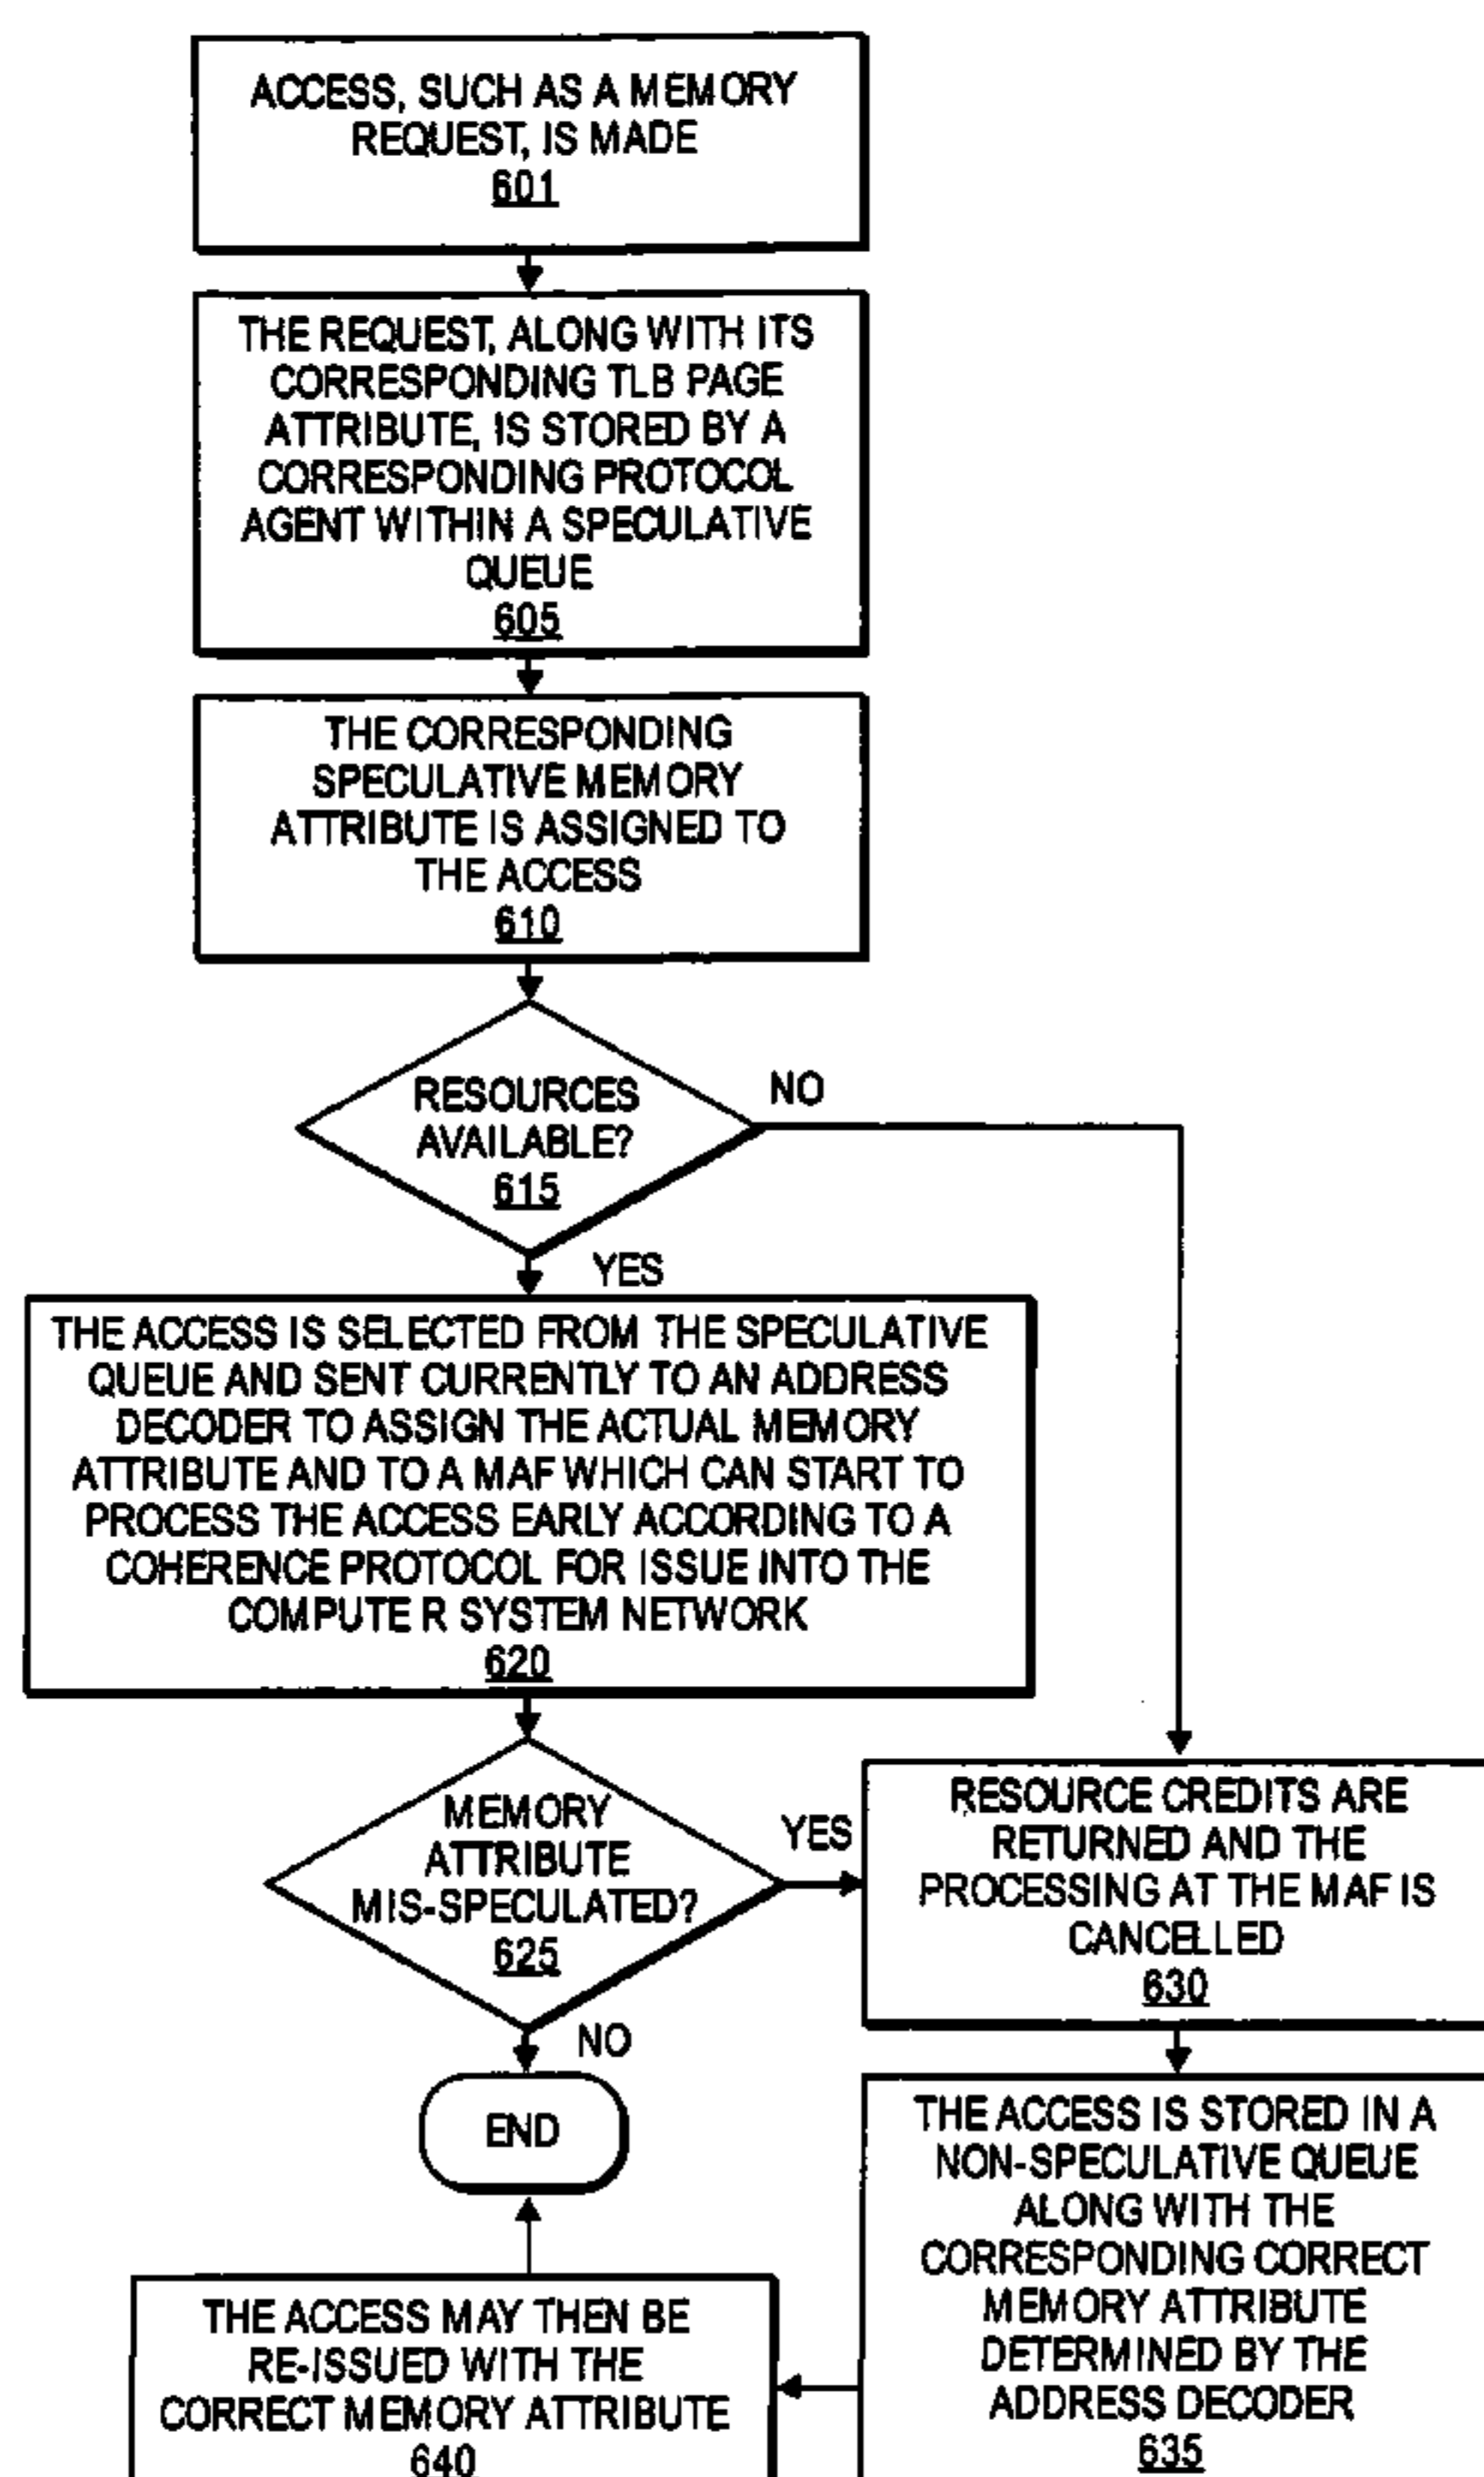 ACCESS, SUCH AS A MEMORY
REQUEST, IS MADE
601
THE REQUEST, ALONG WITH ITS
CORRESPONDING TLB PAGE
ATTRIBUTE, IS STORED BY A
CORRESPONDING PROTOCOL
AGENT WITHIN A SPECULATIVE
QUEUE
605
THE CORRESPONDING
SPECULATIVE MEMORY
ATTRIBUTE IS ASSIGNED TO
THE ACCESS
610
RESOURCES
AVAILABLE?
615
NO
YES
THE ACCESS IS SELECTED FROM THE SPECULATIVE
QUEUE AND SENT CURRENTLY TO AN ADDRESS
DECODER TO ASSIGN THE ACTUAL MEMORY
ATTRIBUTE AND TO A MAF WHICH CAN START TO
PROCESS THE ACCESS EARLY ACCORDING TO A
COHERENCE PROTOCOL FOR ISSUE INTO THE
COMPUTE R SYSTEM NETWORK
620
MEMORY
ATTRIBUTE
MIS-SPECULATED?
625
YES
NO
RESOURCE CREDITS ARE
RETURNED AND THE
PROCESSING AT THE MAF IS
CANCELLED
630
END
THE ACCESS IS STORED IN A
NON-SPECULATIVE QUEUE
ALONG WITH THE
CORRESPONDING CORRECT
MEMORY ATTRIBUTE
DETERMINED BY THE
ADDRESS DECODER
635
THE ACCESS MAY THEN BE
RE-ISSUED WITH THE
CORRECT MEMORY ATTRIBUTE
640